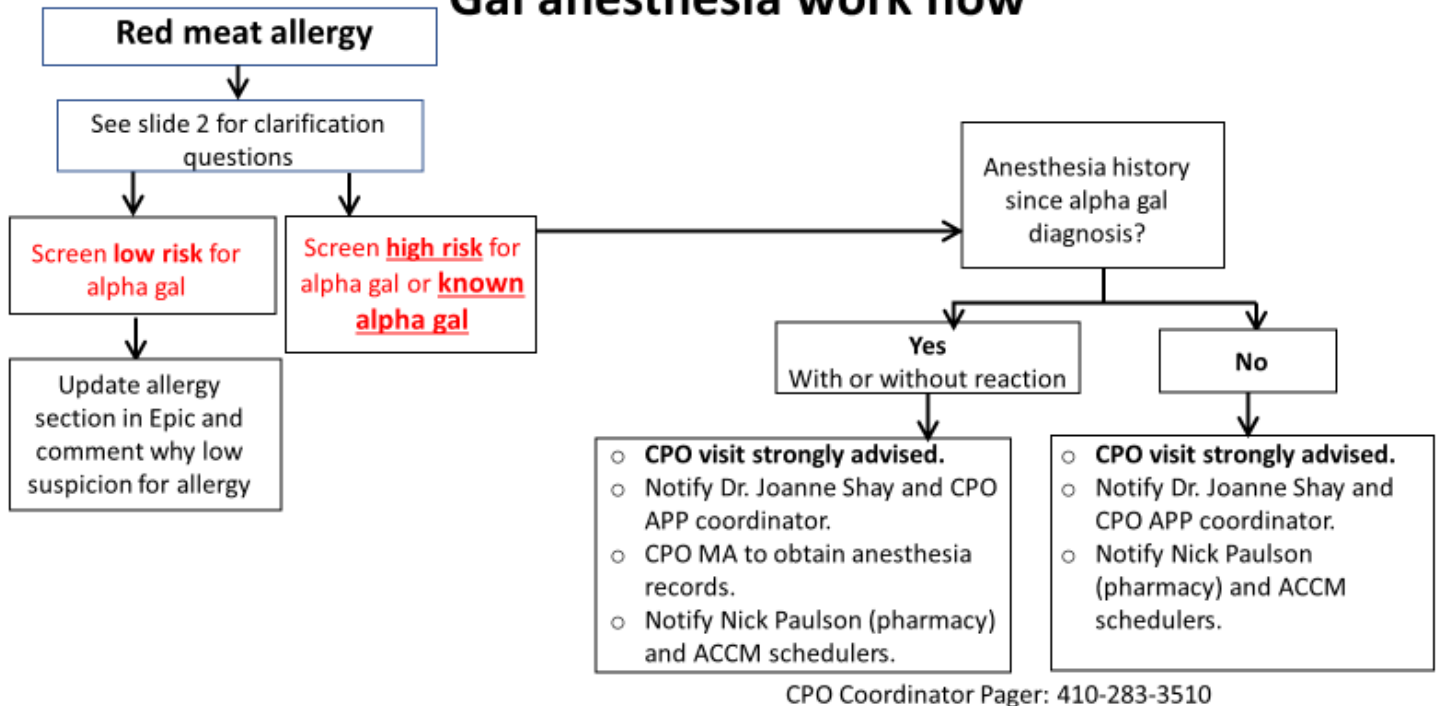 Gal anesthesia work flow
Red meat allergy
See slide 2 for clarification
questions
Screen low risk for
alpha gal
Screen high risk for
alpha gal or known
alpha gal
Update allergy
section in Epic and
comment why low
suspicion for allergy
Anesthesia history
since alpha gal
diagnosis?
Yes
With or without reaction
No
○ CPO visit strongly advised.
○ Notify Dr. Joanne Shay and CPO
APP coordinator.
○ CPO MA to obtain anesthesia
records.
○ Notify Nick Paulson (pharmacy)
and ACCM schedulers.
○ CPO visit strongly advised.
○ Notify Dr. Joanne Shay and
CPO APP coordinator.
○ Notify Nick Paulson
(pharmacy) and ACCM
schedulers.
CPO Coordinator Pager: 410-283-3510